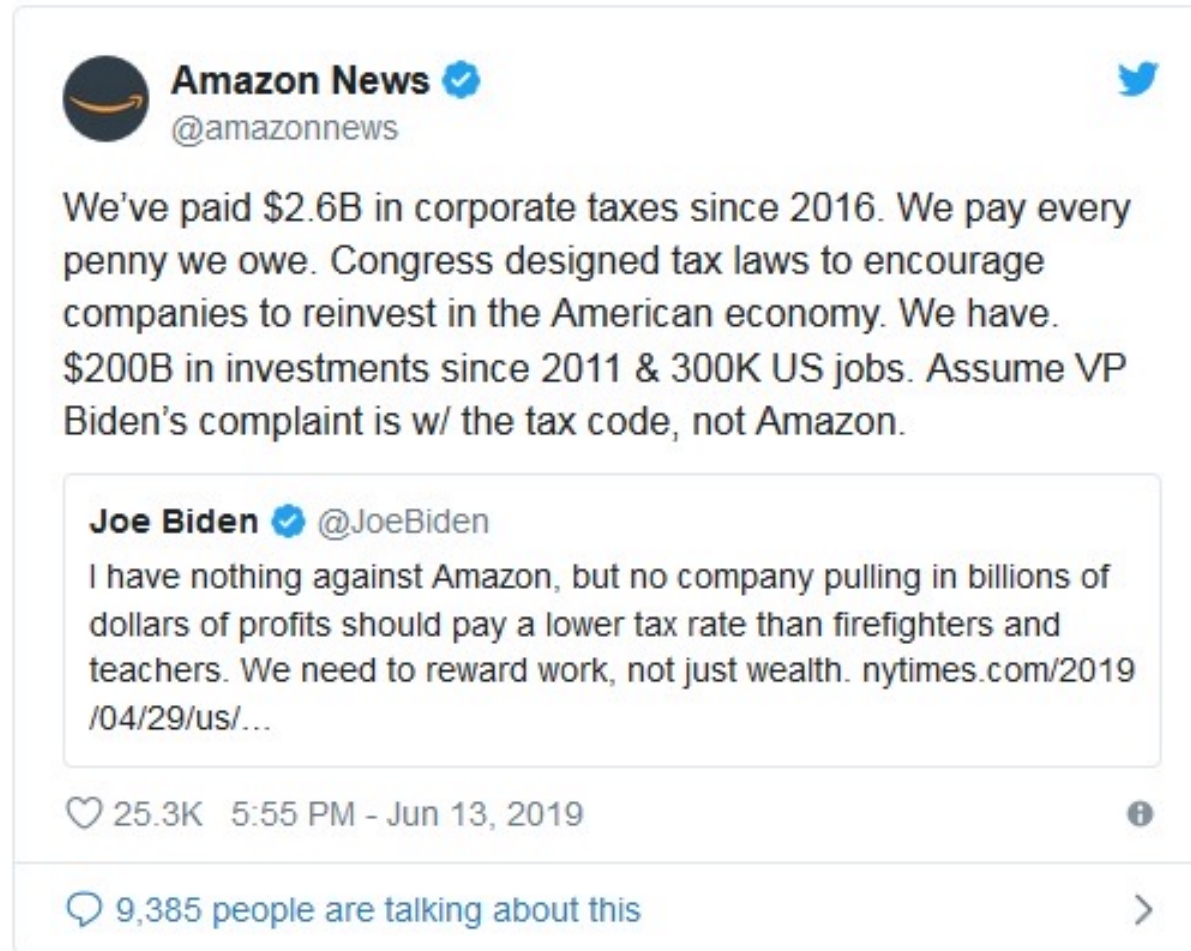 Amazon News
@amazonnews
We’ve paid $2.6B in corporate taxes since 2016. We pay every
penny we owe. Congress designed tax laws to encourage
companies to reinvest in the American economy. We have.
$200B in investments since 2011 & 300K US jobs. Assume VP
Biden’s complaint is w/ the tax code, not Amazon.
Joe Biden @JoeBiden
I have nothing against Amazon, but no company pulling in billions of
dollars of profits should pay a lower tax rate than firefighters and
teachers. We need to reward work, not just wealth. nytimes.com/2019
/04/29/us/…
25.3K 5:55 PM - Jun 13, 2019
9,385 people are talking about this